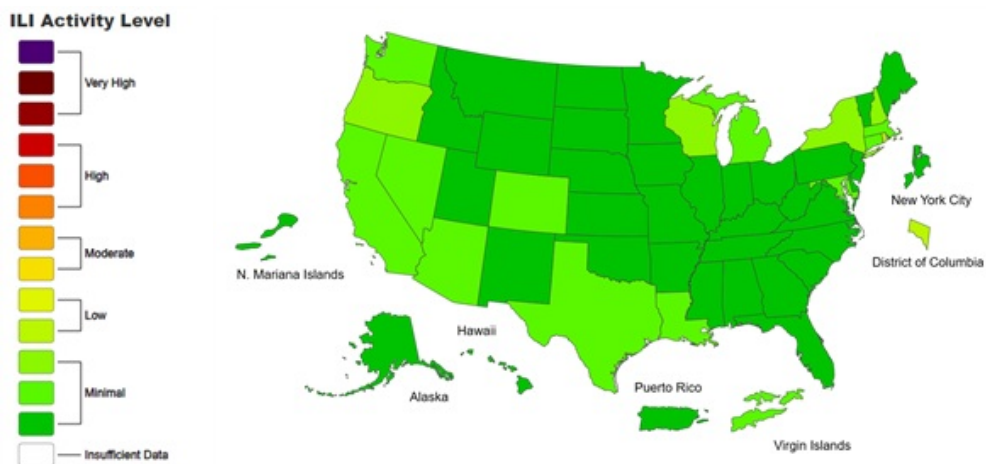 ILI Activity Level
Very High
High
Moderate
Low
Minimal
Insufficient Data
New York City
District of Columbia
N. Mariana Islands
Hawaii
Alaska
Puerto Rico
Virgin Islands